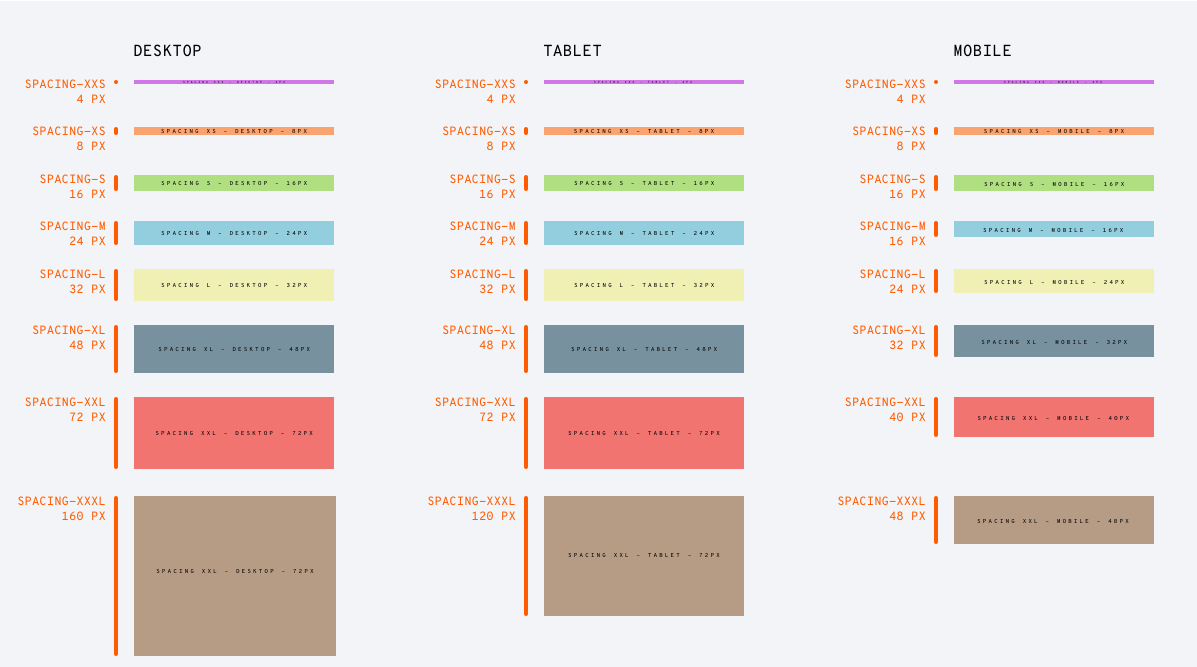 DESKTOP
SPACING-XXS
4 PX
SPACING XXS - DESKTOP - 4PX
SPACING-XS
8 PX
SPACING XS - DESKTOP - 8PX
SPACING-S
16 PX
SPACING S - DESKTOP - 16PX
SPACING-M
24 PX
SPACING M - DESKTOP - 24PX
SPACING-L
32 PX
SPACING L - DESKTOP - 32PX
SPACING-XL
48 PX
SPACING XL - DESKTOP - 48PX
SPACING-XXL
72 PX
SPACING XXL - DESKTOP - 72PX
SPACING-XXXL
160 PX
SPACING XXL - DESKTOP - 72PX
TABLET
SPACING-XXS
4 PX
SPACING XXS - TABLET - 4PX
SPACING-XS
8 PX
SPACING XS - TABLET - 8PX
SPACING-S
16 PX
SPACING S - TABLET - 16PX
SPACING-M
24 PX
SPACING M - TABLET - 24PX
SPACING-L
32 PX
SPACING L - TABLET - 32PX
SPACING-XL
48 PX
SPACING XL - TABLET - 48PX
SPACING-XXL
72 PX
SPACING XXL - TABLET - 72PX
SPACING-XXXL
120 PX
SPACING XXL - TABLET - 72PX
MOBILE
SPACING-XXS
4 PX
SPACING XXS - MOBILE - 4PX
SPACING-XS
8 PX
SPACING XS - MOBILE - 8PX
SPACING-S
16 PX
SPACING S - MOBILE - 16PX
SPACING-M
16 PX
SPACING M - MOBILE - 16PX
SPACING-L
24 PX
SPACING L - MOBILE - 24PX
SPACING-XL
32 PX
SPACING XL - MOBILE - 32PX
SPACING-XXL
40 PX
SPACING XXL - MOBILE - 40PX
SPACING-XXXL
48 PX
SPACING XXL - MOBILE - 48PX